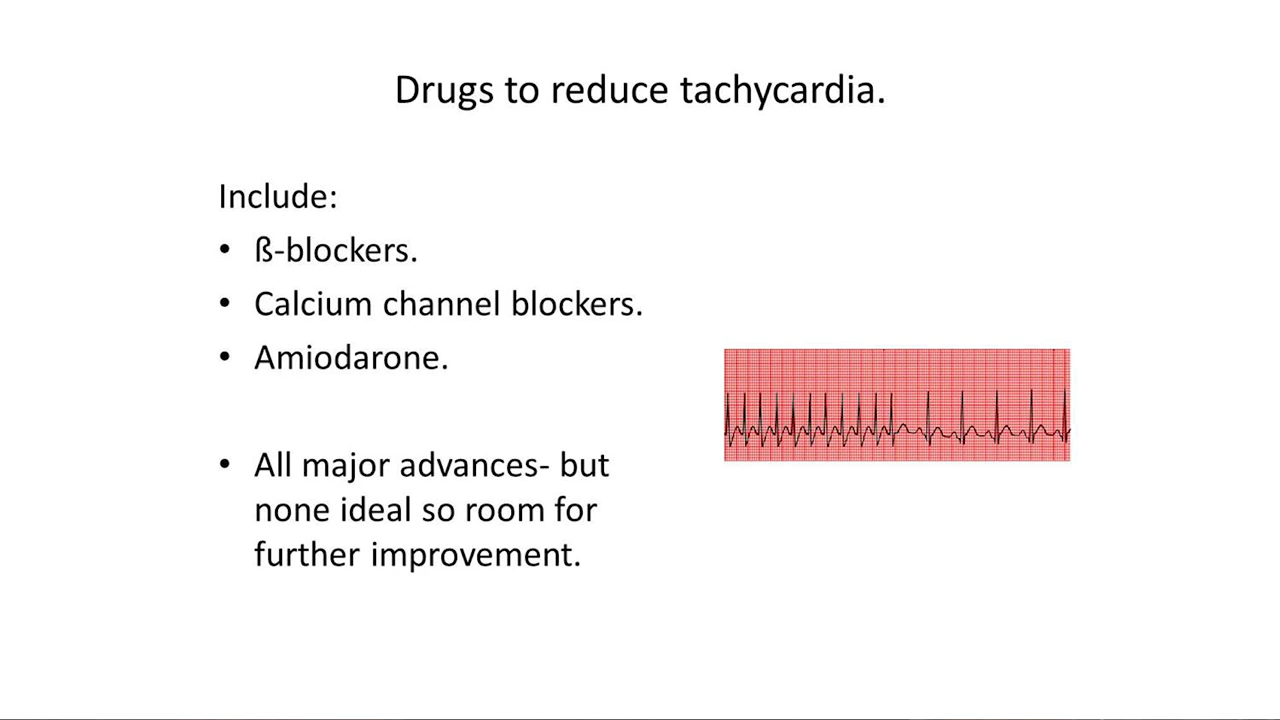 Drugs to reduce tachycardia.
Include:
• ß-blockers.
• Calcium channel blockers.
• Amiodarone.
• All major advances- but
none ideal so room for
further improvement.